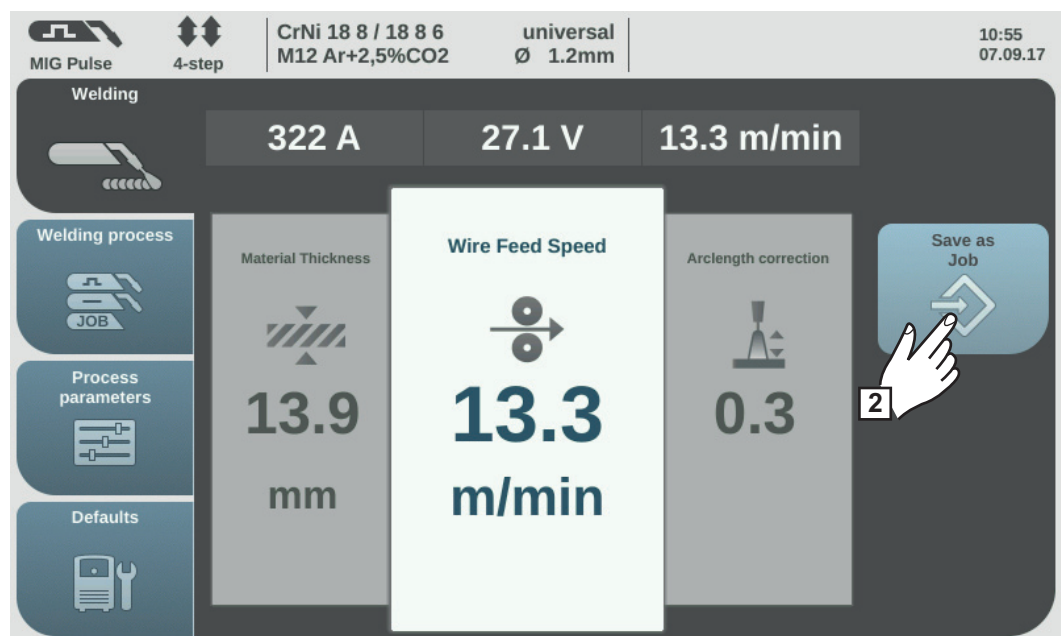 MIG Pulse
4-step
CrNi 18 8 / 18 8 6 universal
M12 Ar+2,5%CO2 Ø 1.2mm
10:55
07.09.17
Welding
322 A 27.1 V 13.3 m/min
Welding process
JOB
Process
parameters
Defaults
Material Thickness
13.9
mm
Wire Feed Speed
13.3
m/min
Arclength correction
0.3
Save as
Job
2